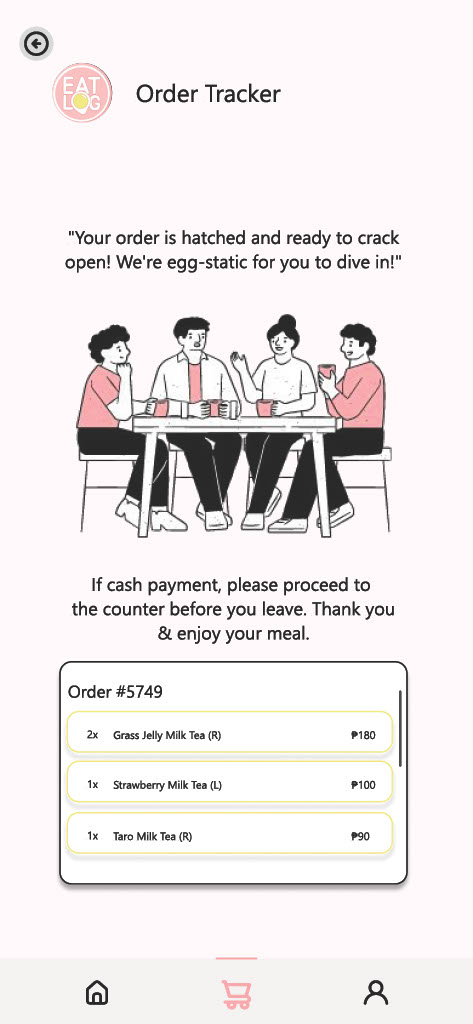 EAT
LOG
Order Tracker
"Your order is hatched and ready to crack
open! We're egg-static for you to dive in!"
If cash payment, please proceed to
the counter before you leave. Thank you
& enjoy your meal.
Order #5749
2x Grass Jelly Milk Tea (R) ₱180
1x Strawberry Milk Tea (L) ₱100
1x Taro Milk Tea (R) ₱90